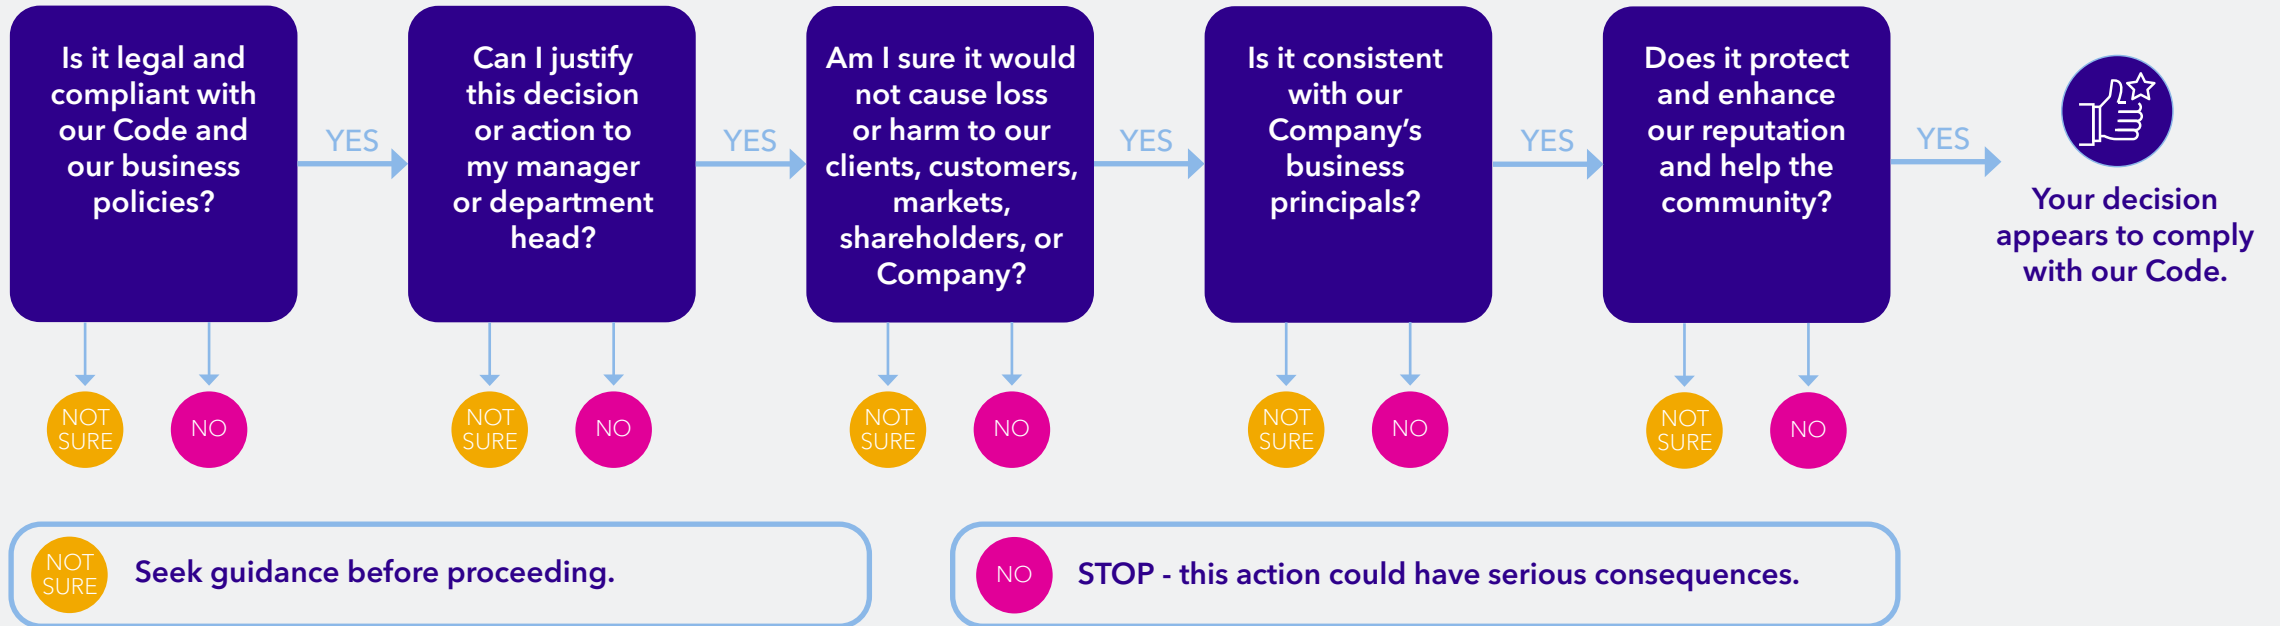 Is it legal and
compliant with
our Code and
our business
policies?
YES
Can I justify
this decision
or action to
my manager
or department
head?
YES
Am I sure it would
not cause loss
or harm to our
clients, customers,
markets,
shareholders, or
Company?
YES
Is it consistent
with our
Company’s
business
principals?
YES
Does it protect
and enhance
our reputation
and help the
community?
YES
Your decision
appears to comply
with our Code.
NOT
SURE
NO
NOT
SURE
NO
NOT
SURE
NO
NOT
SURE
NO
NOT
SURE
NO
NOT
SURE
Seek guidance before proceeding.
NO
STOP - this action could have serious consequences.